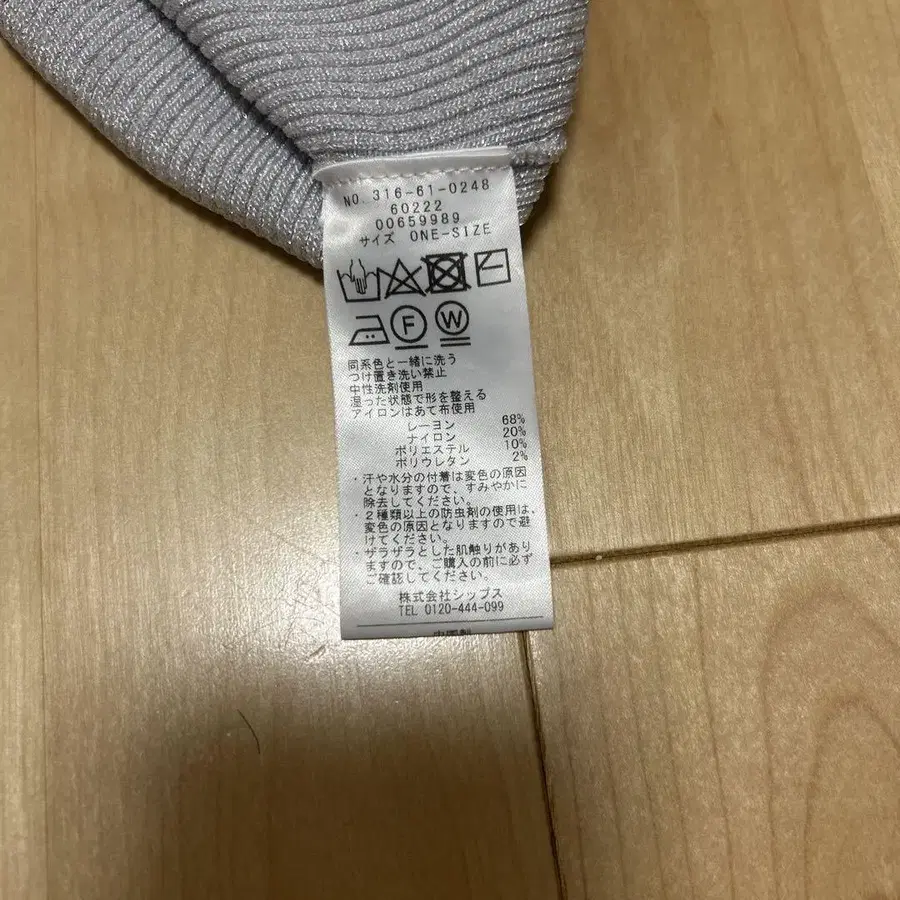 NO. 316-61-0248
60222
00659989
サイズ ONE-SIZE
F W
同系色と一緒に洗う
つけ置き洗い禁止
中性洗剤使用
湿った状態で形を整える
アイロンはあて布使用
レーヨン 68%
ナイロン 20%
ポリエステル 10%
ポリウレタン 2%
・汗や水分の付着は変色の原因
となりますので、すみやかに
除去してください。
・2種類以上の防虫剤の使用は、
変色の原因となりますので避
けてください。
・ザラザラとした肌触りがあり
ますので、ご購入の前に必ず
ご確認してください。
株式会社シップス
TEL 0120-444-099